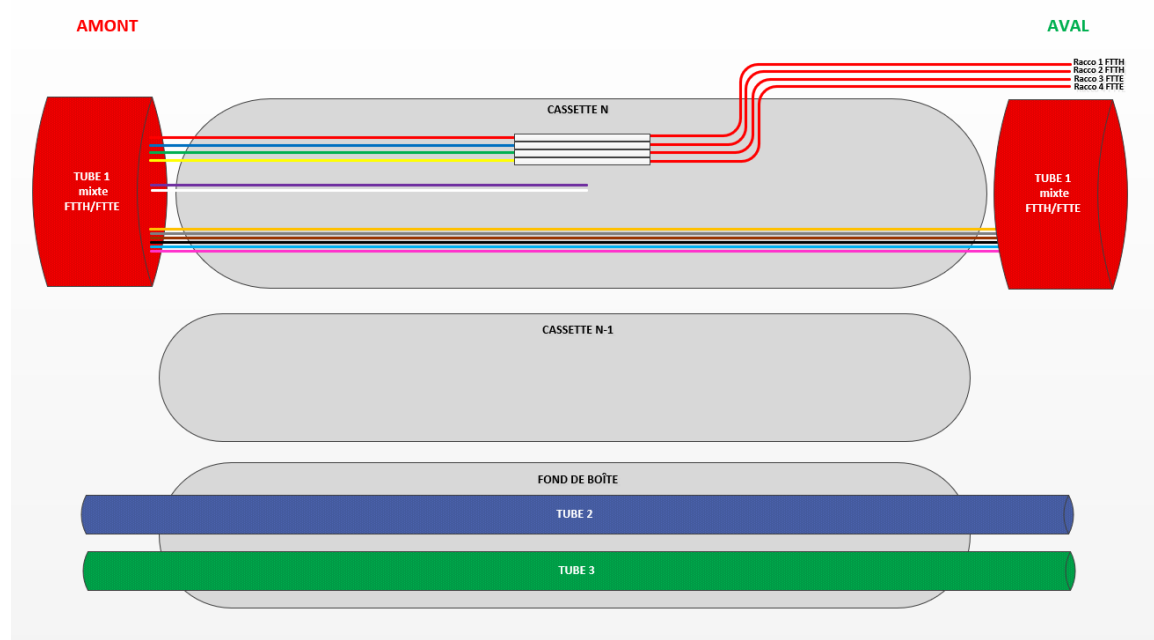 AMONT
AVAL
Racco 1 FTTH
Racco 2 FTTH
Racco 3 FTTE
Racco 4 FTTE
CASSETTE N
TUBE 1
mixte
FTTH/FTTE
TUBE 1
mixte
FTTH/FTTE
CASSETTE N-1
FOND DE BOÎTE
TUBE 2
TUBE 3